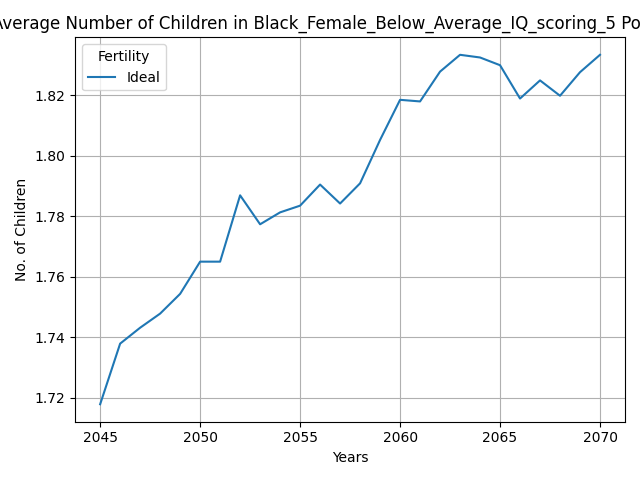 Average Number of Children in Black_Female_Below_Average_IQ_scoring_5 Po
Fertility
Ideal
No. of Children
1.82
1.80
1.78
1.76
1.74
1.72
2045 2050 2055 2060 2065 2070
Years